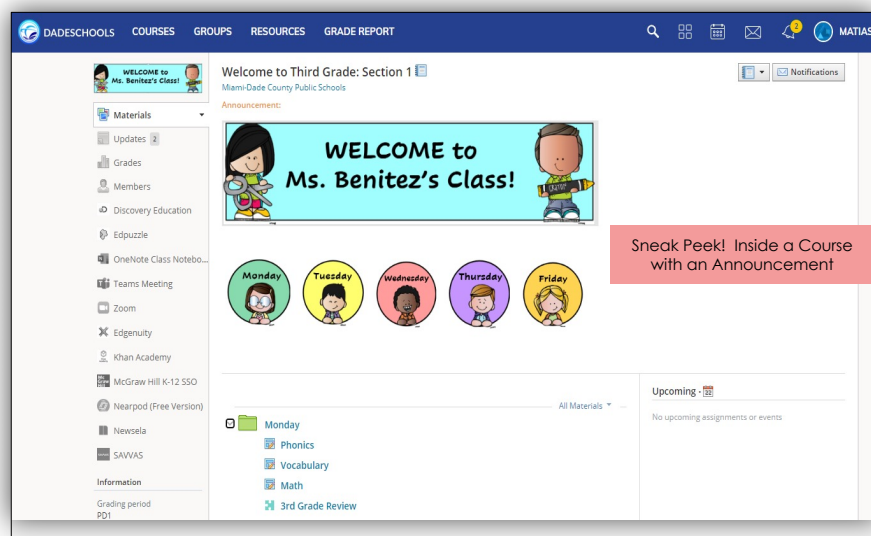 DADESCHOOLS COURSES GROUPS RESOURCES GRADE REPORT 2 MATIAS
WELCOME to
Ms. Benitez's Class!
Materials
Updates 2
Grades
Members
Discovery Education
Edpuzzle
OneNote Class Notebo...
Teams Meeting
Zoom
Edgenuity
Khan Academy
McGraw Hill K-12 SSO
Nearpod (Free Version)
Newsela
SAVVAS
Information
Grading period
PD1
Welcome to Third Grade: Section 1
Notifications
Miami-Dade County Public Schools
Announcement:
WELCOME to
Ms. Benitez's Class!
Sneak Peek! Inside a Course
with an Announcement
Monday Tuesday Wednesday Thursday Friday
All Materials
Monday
Phonics
Vocabulary
Math
3rd Grade Review
Upcoming
No upcoming assignments or events